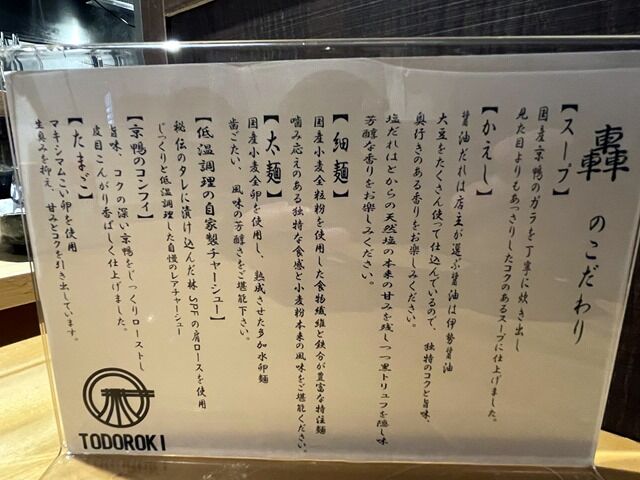 轟のこだわり
【スープ】
国産京鴨のガラを丁寧に炊き出し
見た目よりもあっさりしたコクのあるスープに仕上げました。
【かえし】
醤油だれは店主が選ぶ醤油は伊勢醤油
大豆をたくさん使って仕込んでいるので、独特のコクと旨味、
奥行きのある香りをお楽しみください。
塩だれはどからの天然塩の本来の甘みを残しつつ黒トリュフを隠し味
芳醇な香りをお楽しみください。
【細麺】
国産小麦全粒粉を使用した食物繊維と鉄分が豊富な特注麺
噛み応えのある独特な食感と小麦粉本来の風味をご堪能ください。
【太麺】
国産小麦全卵を使用し、熟成させた多加水卵麺
歯ごたえ、風味の芳醇さをご堪能下さい。
【低温調理の自家製チャーシュー】
秘伝のタレに漬け込んだ林SPFの肩ロースを使用
じっくりと低温調理した自慢のレアチャーシュー
【京鴨のコンフィ】
旨味、コクの深い京鴨をじっくりローストし
皮目こんがり香ばしく仕上げました。
【たまご】
マキシマムこい卵を使用
生臭みを抑え、甘みとコクを引き出しています。
TODOROKI